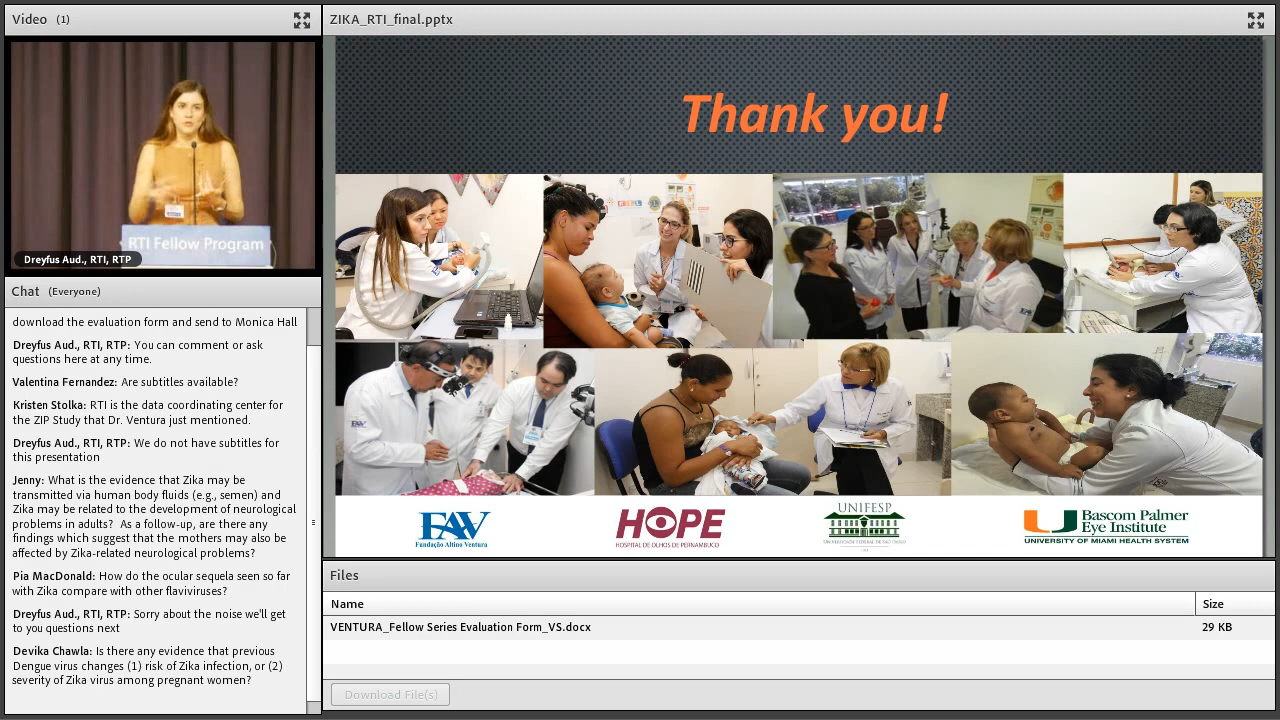 Video (1)
ZIKA_RTI_final.pptx
RTI Fellow Program
Dreyfus Aud., RTI, RTP
Thank you!
Chat (Everyone)
download the evaluation form and send to Monica Hall
Dreyfus Aud., RTI, RTP: You can comment or ask
questions here at any time.
Valentina Fernandez: Are subtitles available?
Kristen Stolka: RTI is the data coordinating center for
the ZIP Study that Dr. Ventura just mentioned.
Dreyfus Aud., RTI, RTP: We do not have subtitles for
this presentation
Jenny: What is the evidence that Zika may be
transmitted via human body fluids (e.g., semen) and
Zika may be related to the development of neurological
problems in adults? As a follow-up, are there any
findings which suggest that mothers may also be
affected by Zika-related neurological problems?
Pia MacDonald: How do the ocular sequela seen so far
with Zika compare with other flaviviruses?
Dreyfus Aud., RTI, RTP: Sorry about the noise we'll get
to you questions next
Devika Chawla: Is there any evidence that previous
Dengue virus changes (1) risk of Zika infection, or (2)
severity of Zika virus among pregnant women?
FAV
Fundação Altino Ventura
HOPE
HOSPITAL DE OLHOS DE PERNAMBUCO
UNIFESP
UNIVERSIDADE FEDERAL DE SÃO PAULO
Bascom Palmer
Eye Institute
UNIVERSITY OF MIAMI HEALTH SYSTEM
Files
Name Size
VENTURA_Fellow Series Evaluation Form_VS.docx 29 KB
Download File(s)